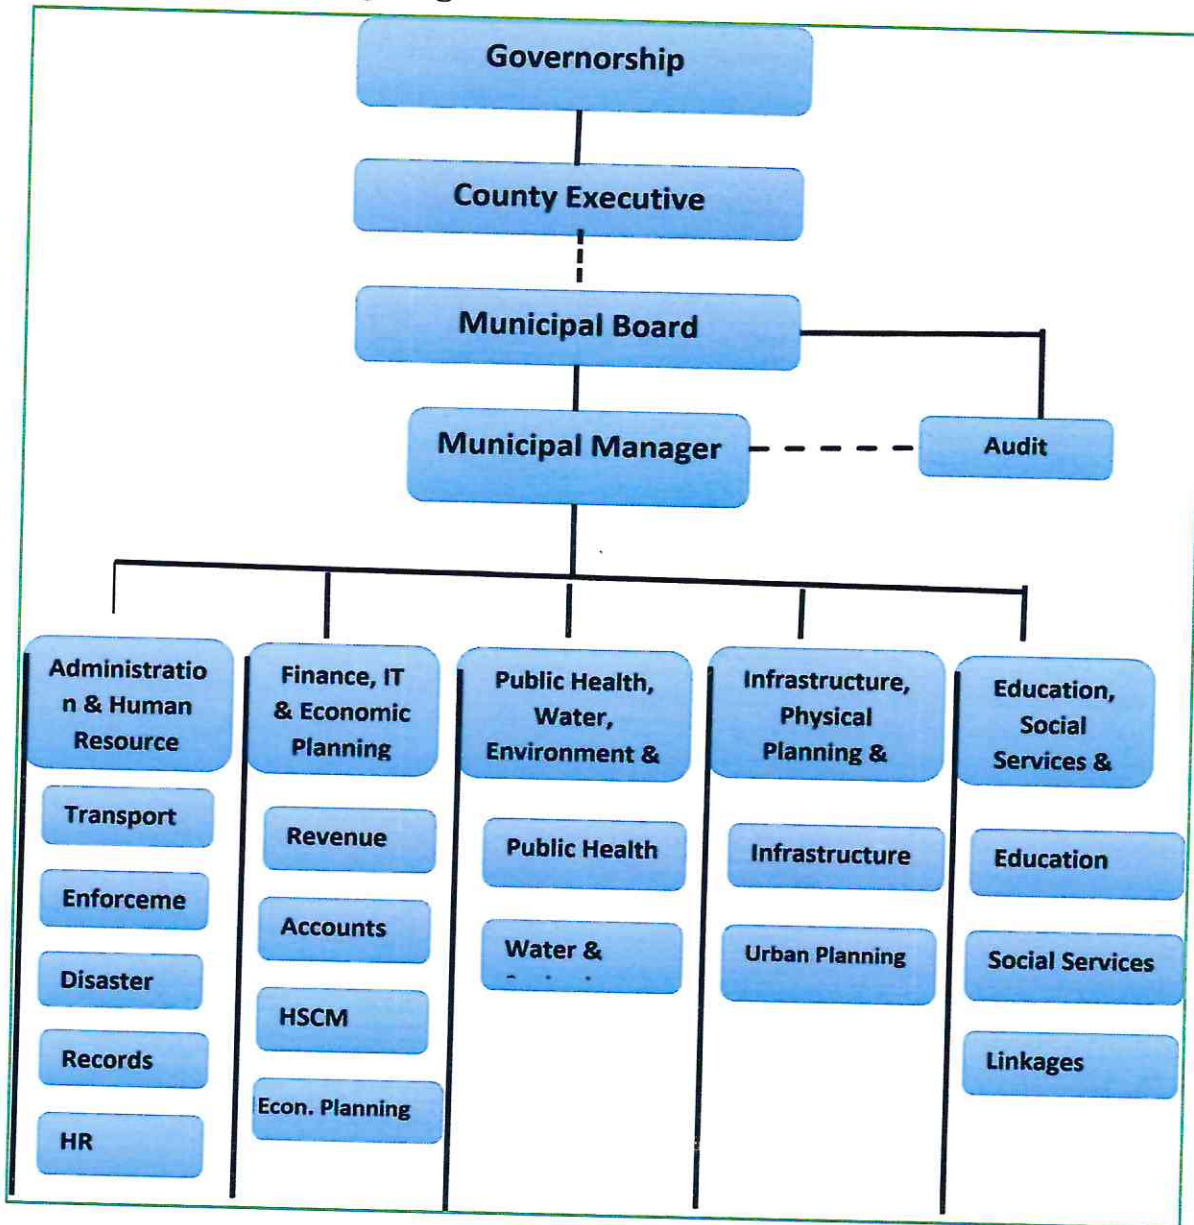 Governorship
County Executive
Municipal Board
Municipal Manager
Audit
Administratio
n & Human
Resource
Transport
Enforceme
Disaster
Records
HR
Finance, IT
& Economic
Planning
Revenue
Accounts
HSCM
Econ. Planning
Public Health,
Water,
Environment &
Public Health
Water &
Infrastructure,
Physical
Planning &
Infrastructure
Urban Planning
Education,
Social
Services &
Education
Social Services
Linkages